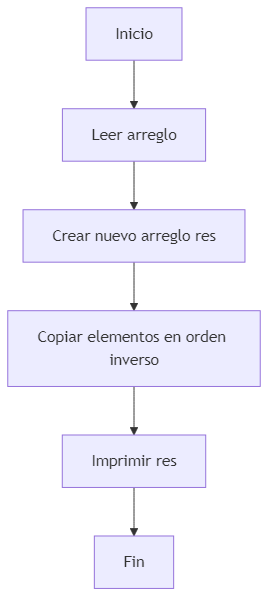 Inicio
Leer arreglo
Crear nuevo arreglo res
Copiar elementos en orden
inverso
Imprimir res
Fin